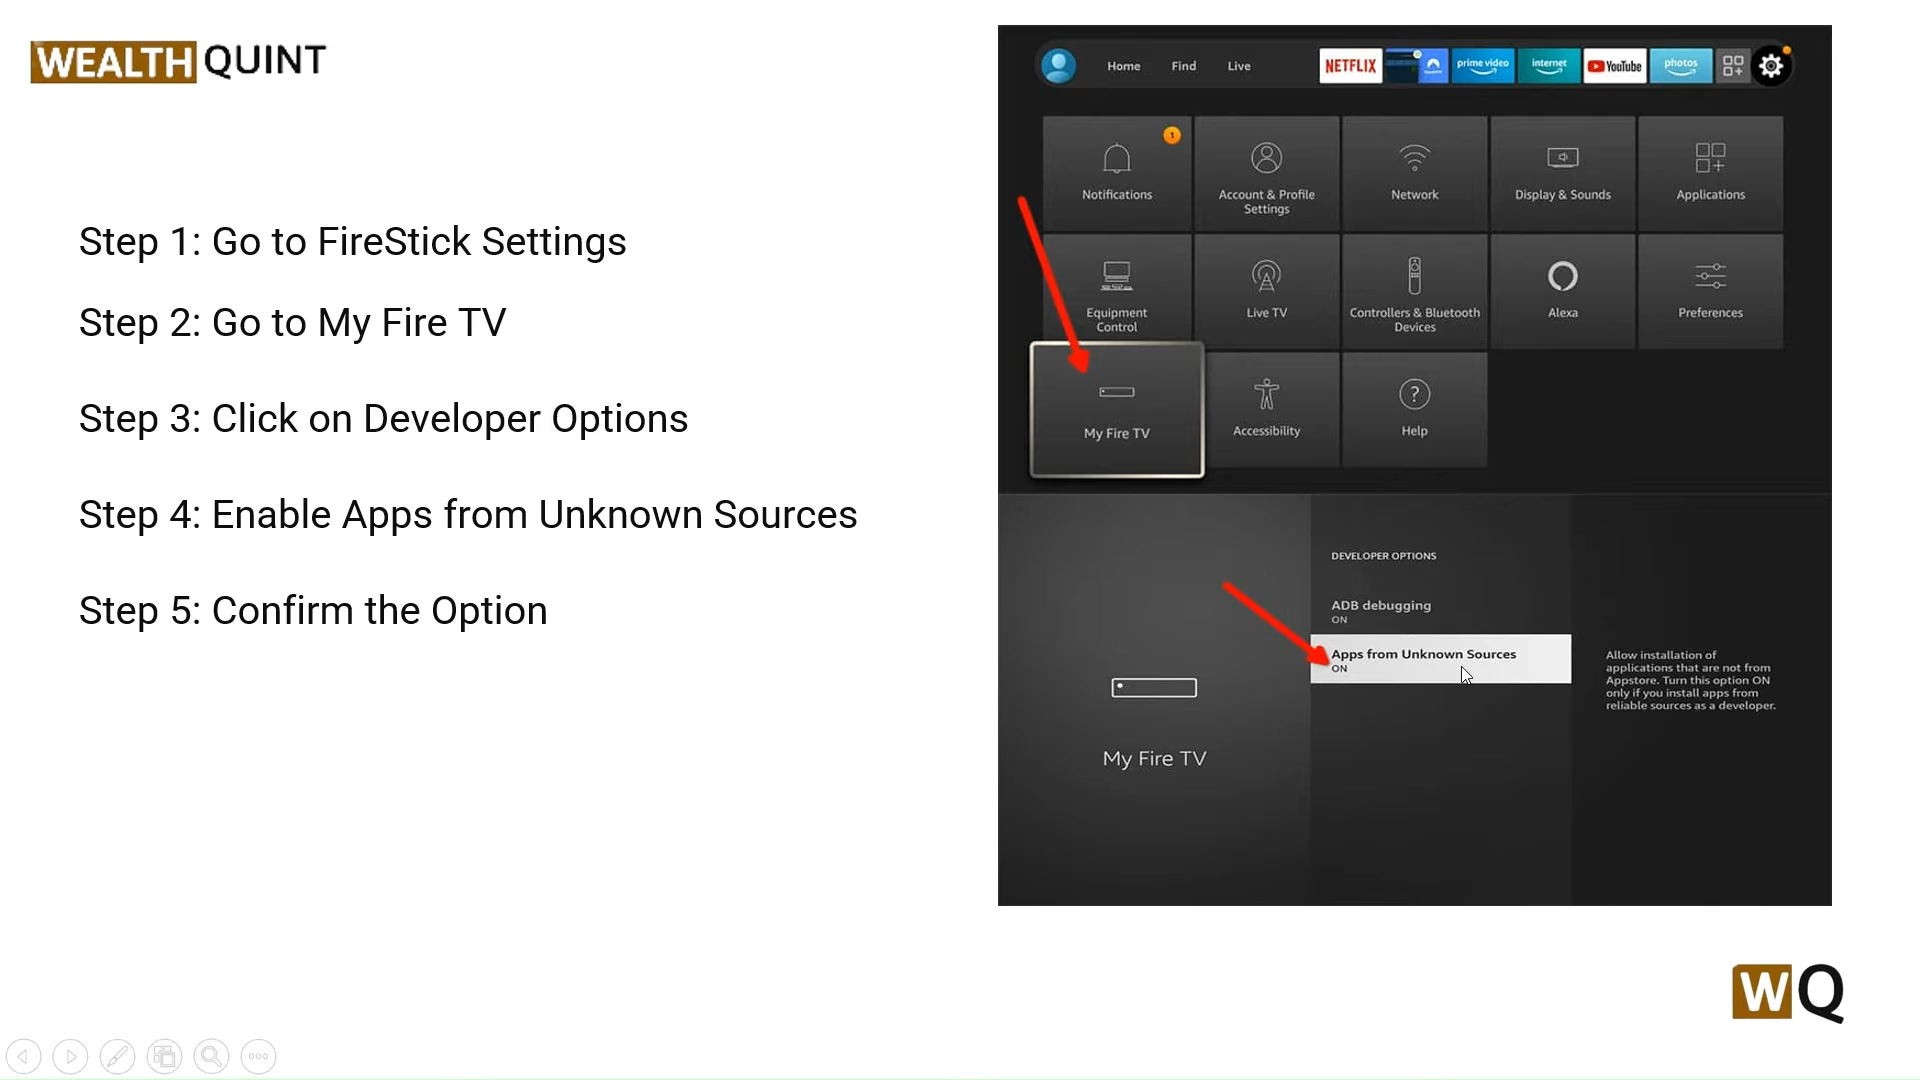 WEALTH QUINT
Step 1: Go to FireStick Settings
Step 2: Go to My Fire TV
Step 3: Click on Developer Options
Step 4: Enable Apps from Unknown Sources
Step 5: Confirm the Option
Home Find Live NETFLIX prime video internet YouTube photos
1
Notifications
Account & Profile
Settings
Network
Display & Sounds
Applications
Equipment
Control
Live TV
Controllers & Bluetooth
Devices
Alexa
Preferences
My Fire TV
Accessibility
?
Help
My Fire TV
DEVELOPER OPTIONS
ADB debugging
ON
Apps from Unknown Sources
ON
Allow installation of
applications that are not from
Appstore. Turn this option ON
only if you install apps from
reliable sources as a developer.
WQ